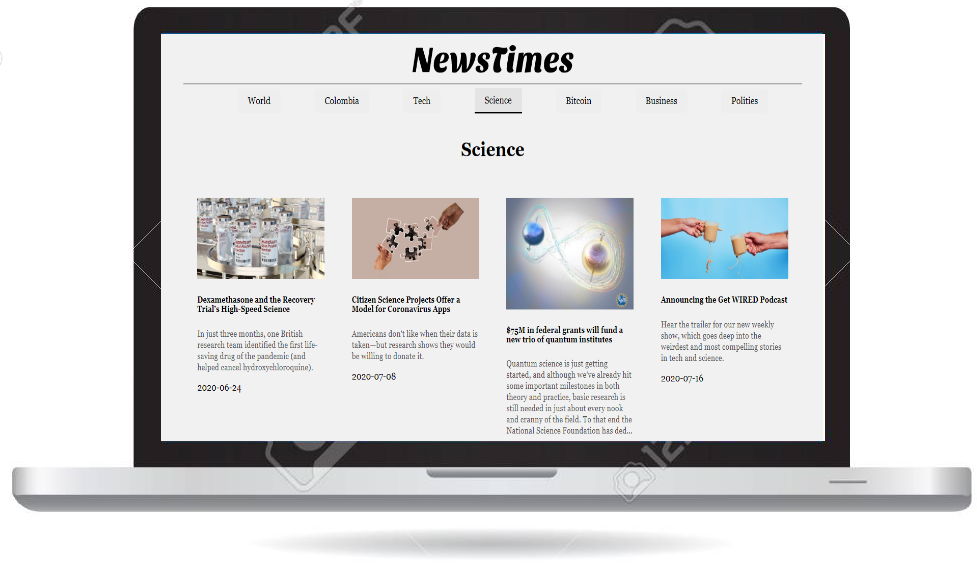 NewsTimes
World Colombia Tech Science Bitcoin Business Polities
Science
Dexamethasone and the Recovery
Trial's High-Speed Science
In just three months, one British
research team identified the first life-
saving drug of the pandemic (and
helped cancel hydroxychloroquine).
2020-06-24
Citizen Science Projects Offer a
Model for Coronavirus Apps
Americans don't like when their data is
taken—but research shows they would
be willing to donate it.
2020-07-08
$75M in federal grants will fund a
new trio of quantum institutes
Quantum science is just getting
started, and although we've already hit
some important milestones in both
theory and practice, basic research is
still needed in just about every nook
and cranny of the field. To that end the
National Science Foundation has ded...
Announcing the Get WIRED Podcast
Hear the trailer for our new weekly
show, which goes deep into the
weirdest and most compelling stories
in tech and science.
2020-07-16